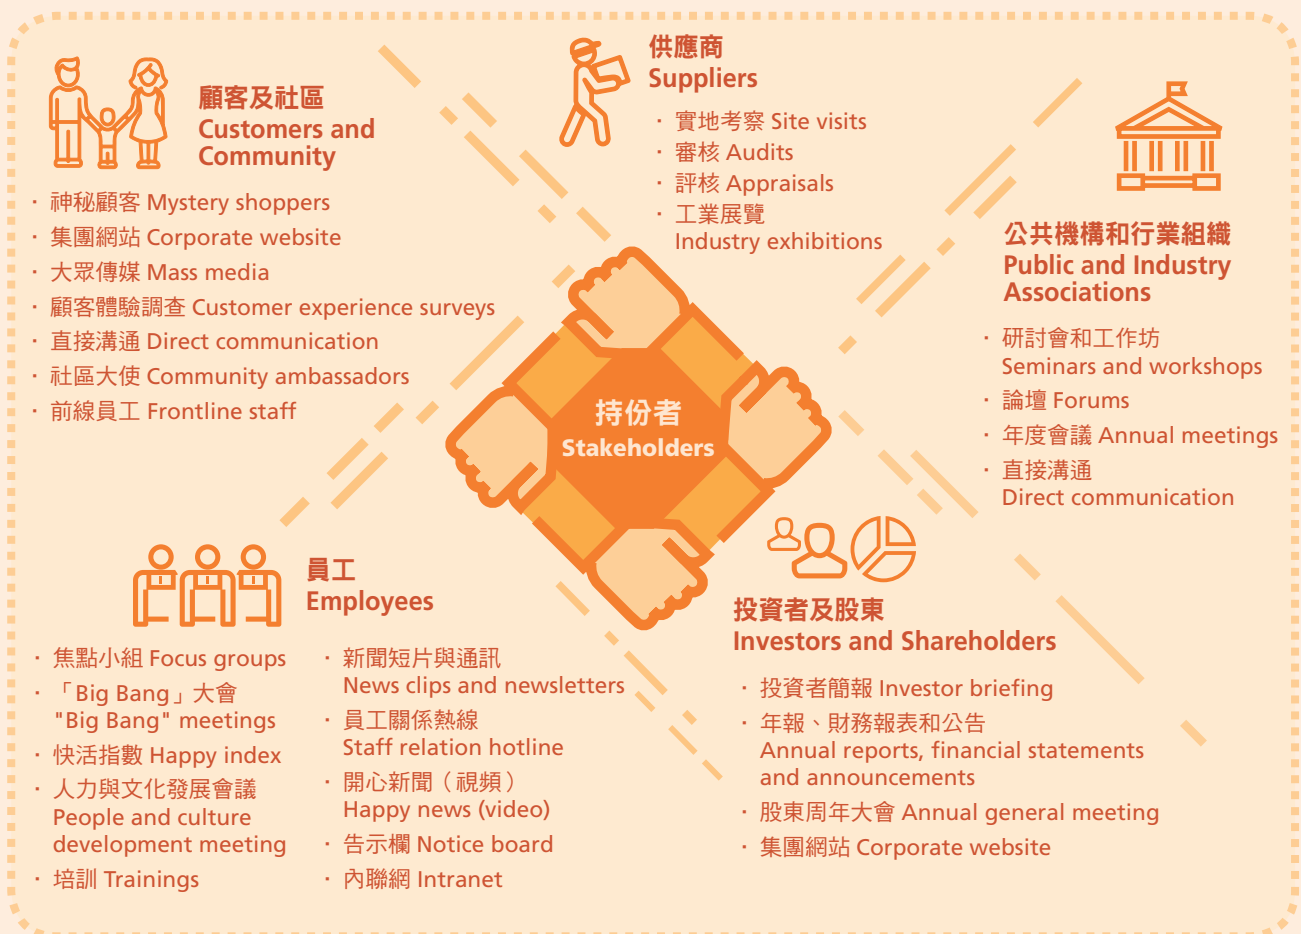 顧客及社區
Customers and
Community
· 神秘顧客 Mystery shoppers
· 集團網站 Corporate website
· 大眾傳媒 Mass media
· 顧客體驗調查 Customer experience surveys
· 直接溝通 Direct communication
· 社區大使 Community ambassadors
· 前線員工 Frontline staff
供應商
Suppliers
· 實地考察 Site visits
· 審核 Audits
· 評核 Appraisals
· 工業展覽
Industry exhibitions
公共機構和行業組織
Public and Industry
Associations
· 研討會和工作坊
Seminars and workshops
· 論壇 Forums
· 年度會議 Annual meetings
· 直接溝通
Direct communication
持份者
Stakeholders
員工
Employees
· 焦點小組 Focus groups
· 「Big Bang」大會
"Big Bang" meetings
· 快活指數 Happy index
· 人力與文化發展會議
People and culture
development meeting
· 培訓 Trainings
· 新聞短片與通訊
News clips and newsletters
· 員工關係熱線
Staff relation hotline
· 開心新聞（視頻）
Happy news (video)
· 告示欄 Notice board
· 內聯網 Intranet
投資者及股東
Investors and Shareholders
· 投資者簡報 Investor briefing
· 年報、財務報表和公告
Annual reports, financial statements
and announcements
· 股東周年大會 Annual general meeting
· 集團網站 Corporate website